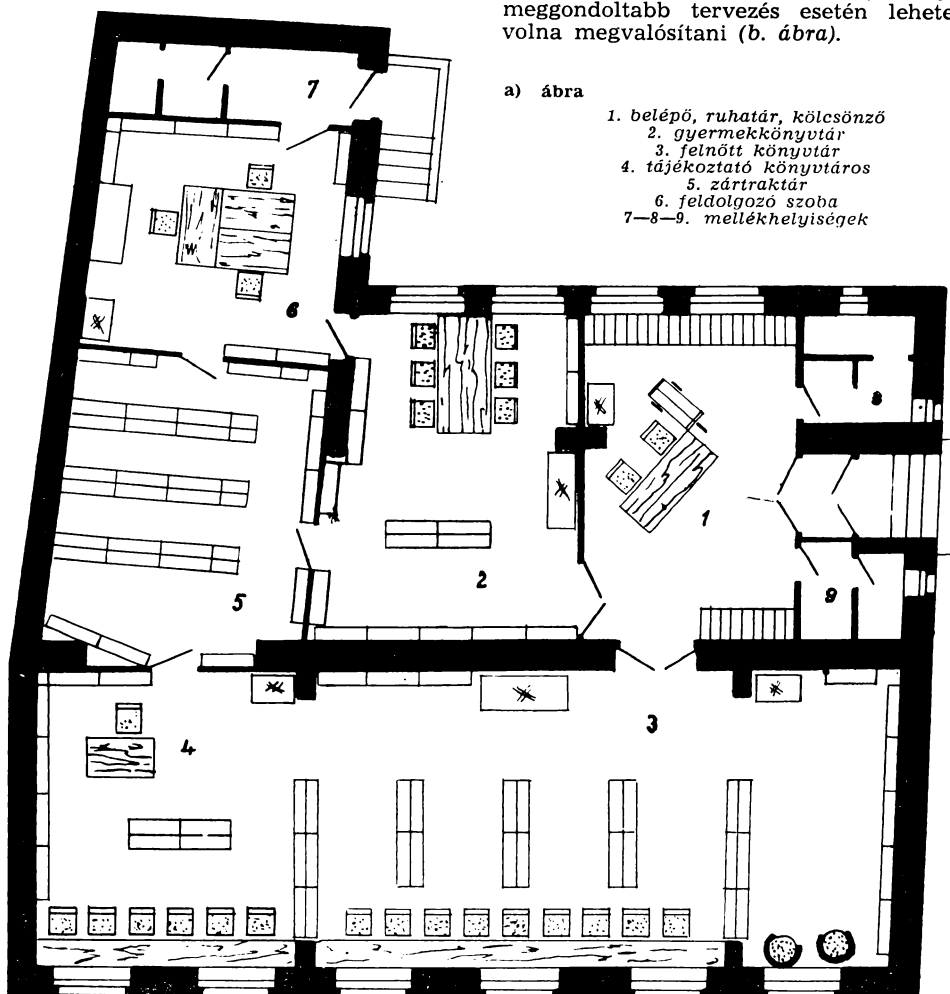 meggondoltabb tervezés esetén lehete
volna megvalósítani (b. ábra).
a) ábra
1. belépő, ruhatár, kölcsönző
2. gyermekkönyvtár
3. felnőtt könyvtár
4. tájékoztató könyvtáros
5. zártraktár
6. feldolgozó szoba
7—8—9. mellékhelyiségek
7
6
8
1
2
5
9
3
4